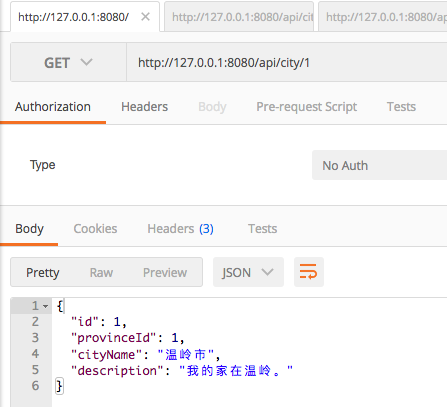 http://127.0.0.1:8080/ http://127.0.0.1:8080/api/cit http://127.0.0.1:8080/ap
GET http://127.0.0.1:8080/api/city/1
Authorization Headers Body Pre-request Script Tests
Type No Auth
Body Cookies Headers (3) Tests
Pretty Raw Preview JSON
1 {
2 "id": 1,
3 "provinceId": 1,
4 "cityName": "温岭市",
5 "description": "我的家在温岭。"
6 }